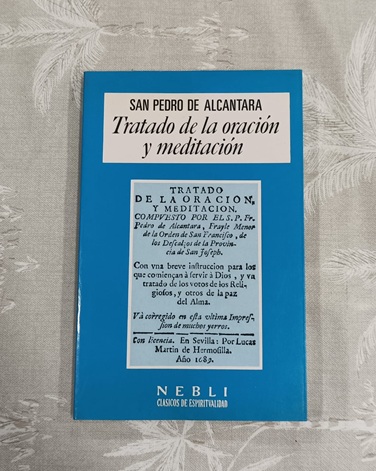 SAN PEDRO DE ALCANTARA
Tratado de la oración
y meditación
TRATADO
DE LA ORACION,
Y MEDITACION.
COMPVESTO POR EL S. P. Fr.
Pedro de Alcantara, Frayle Menor
de la Orden de San Francisco, de
los Descalços de la Provin-
cia de San Joseph.
Con vna breve instruccion para los
que comiençan à servir à Dios, y vn
tratado de los votos de los Reli-
giosos, y otros de la paz
del Alma.
Và corregido en esta vltima Impres-
sion de muchos yerros.
Con licencia. En Sevilla: Por Lucas
Martin de Hermosilla.
Año 1689.
NEBLI
CLASICOS DE ESPIRITVALIDAD